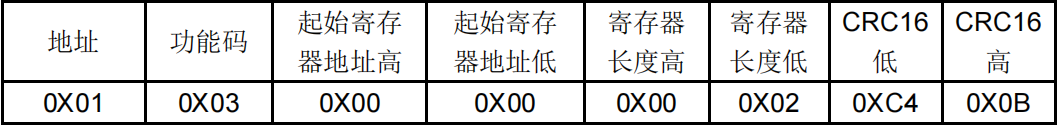 地址 功能码 起始寄存 起始寄存 寄存器 寄存器 CRC16 CRC16
器地址高 器地址低 长度高 长度低 低 高
0X01 0X03 0X00 0X00 0X00 0X02 0XC4 0X0B